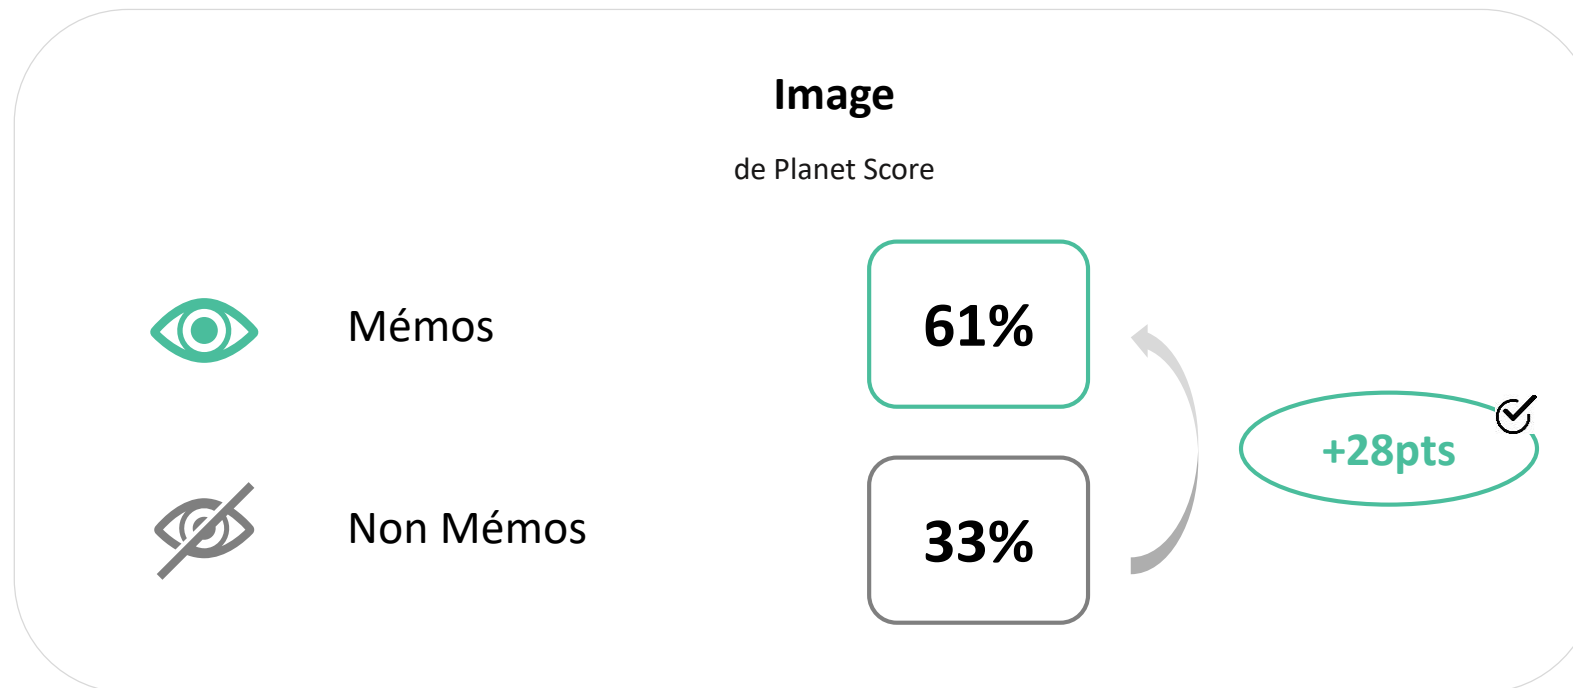 Image
de Planet Score
Mémos
61%
+28pts
Non Mémos
33%